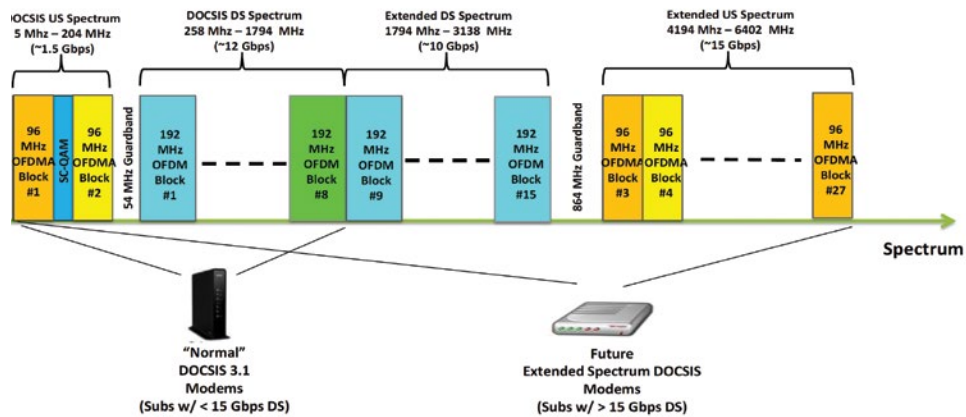 DOCSIS US Spectrum
5 Mhz – 204 MHz
(~1.5 Gbps)
DOCSIS DS Spectrum
258 Mhz – 1794 MHz
(~12 Gbps)
Extended DS Spectrum
1794 Mhz – 3138 MHz
(~10 Gbps)
Extended US Spectrum
4194 Mhz – 6402 MHz
(~15 Gbps)
96
MHz
OFDMA
Block
#1
SC-QAM
96
MHz
OFDMA
Block
#2
54 MHz Guardband
192
MHz
OFDM
Block
#1
192
MHz
OFDM
Block
#8
192
MHz
OFDM
Block
#9
192
MHz
OFDM
Block
#15
864 MHz Guardband
96
MHz
OFDMA
Block
#3
96
MHz
OFDMA
Block
#4
96
MHz
OFDMA
Block
#27
Spectrum
“Normal”
DOCSIS 3.1
Modems
(Subs w/ < 15 Gbps DS)
Future
Extended Spectrum DOCSIS
Modems
(Subs w/ > 15 Gbps DS)